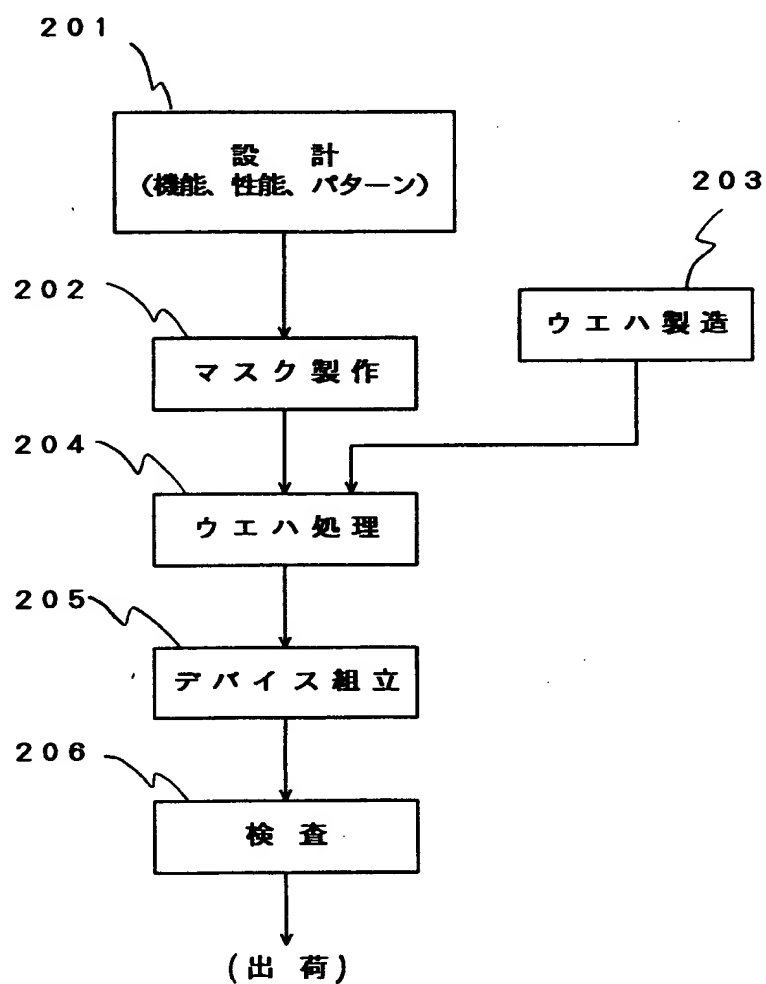 201
設計
(機能、性能、パターン)
203
202
ウエハ製造
マスク製作
204
ウエハ処理
205
デバイス組立
206
検査
(出荷)